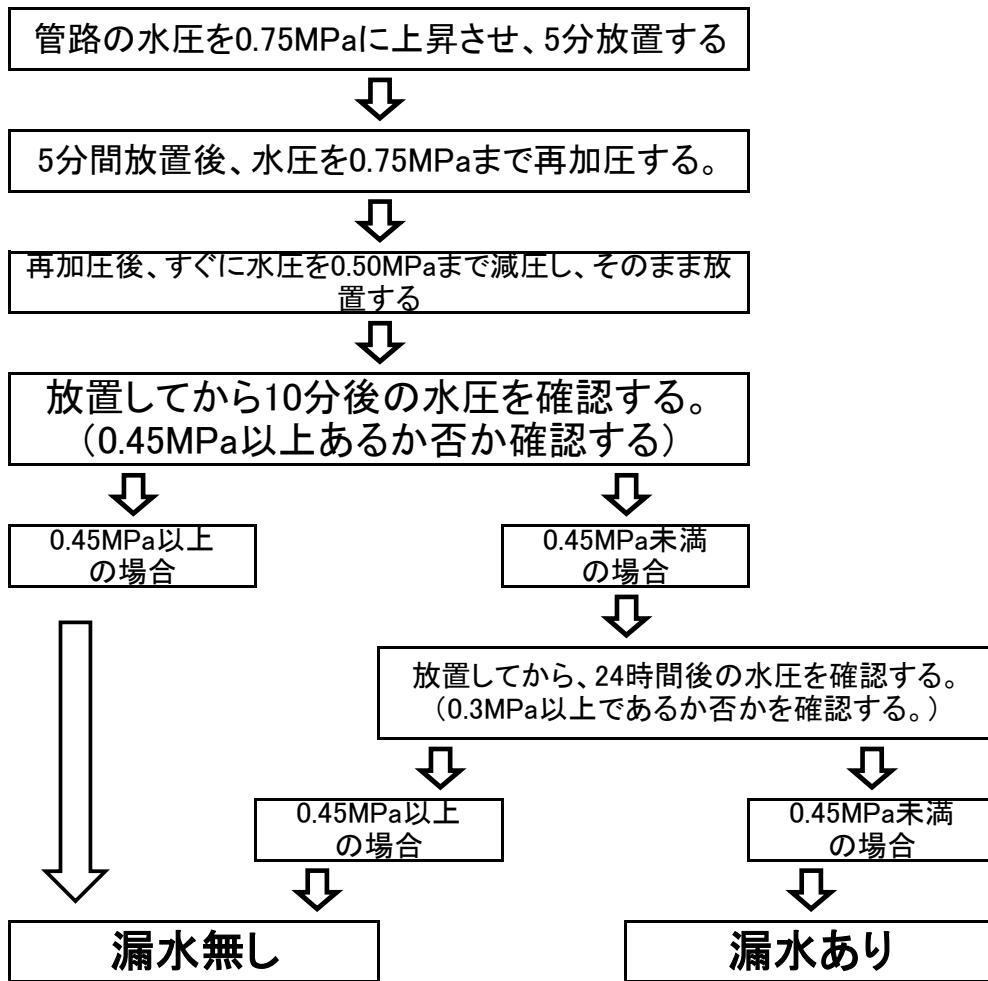 管路の水圧を0.75MPaに上昇させ、5分放置する
5分間放置後、水圧を0.75MPaまで再加圧する。
再加圧後、すぐに水圧を0.50MPaまで減圧し、そのまま放
置する
放置してから10分後の水圧を確認する。
（0.45MPa以上あるか否か確認する）
0.45MPa以上
の場合
0.45MPa未満
の場合
放置してから、24時間後の水圧を確認する。
（0.3MPa以上であるか否かを確認する。）
0.45MPa以上
の場合
0.45MPa未満
の場合
漏水無し
漏水あり